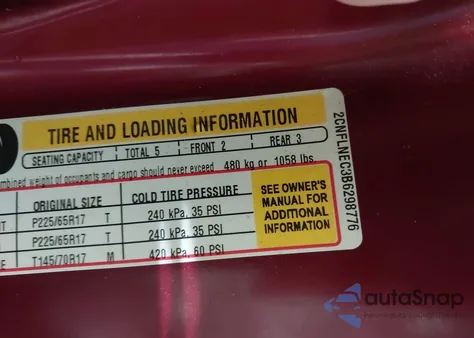 TIRE AND LOADING INFORMATION
SEATING CAPACITY TOTAL 5 FRONT 2 REAR 3
combined weight of occupants and cargo should never exceed 480 kg or 1058 lbs.
ORIGINAL SIZE COLD TIRE PRESSURE
P225/65R17 T 240 kPa, 35 PSI
P225/65R17 T 240 kPa, 35 PSI
T145/70R17 M 420 kPa, 60 PSI
SEE OWNER'S
MANUAL FOR
ADDITIONAL
INFORMATION
2CNFLNEC3B6298776
autoSnap